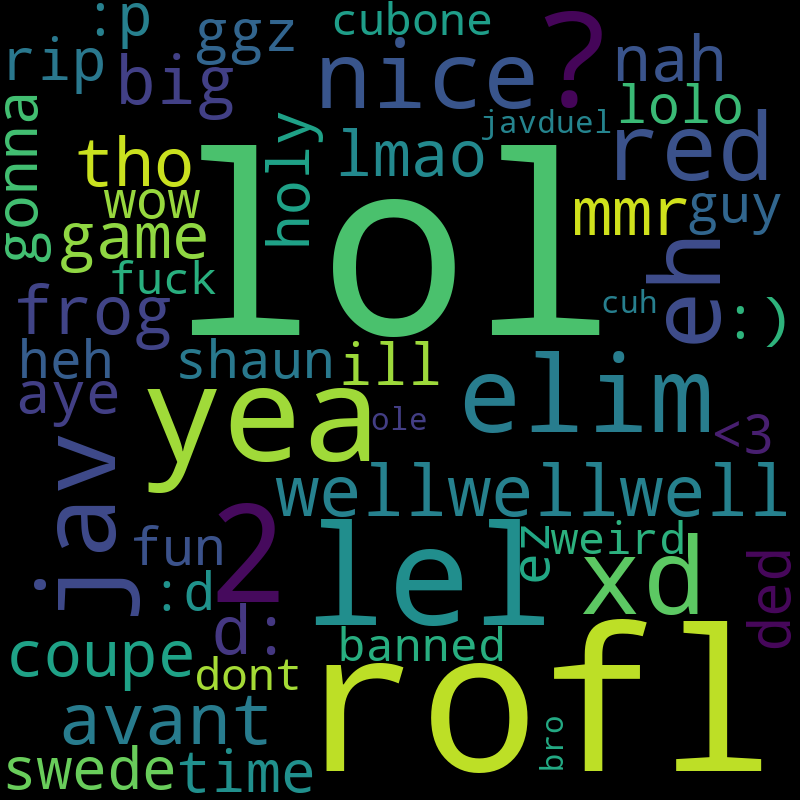 :p
ggz
cubone
?
rip
big
nice
nah
gonna
tho
holy
lmao
javduel
lolo
red
wow
mmr
guy
game
lol
fuck
eh
frog
cuh
:)
heh
shaun
ill
aye
yea
ole
elim
<3
jav
wellwellwell
2
fun
lel
ez
weird
xd
ded
:d
d:
coupe
banned
dont
rofl
avant
bro
swede
time